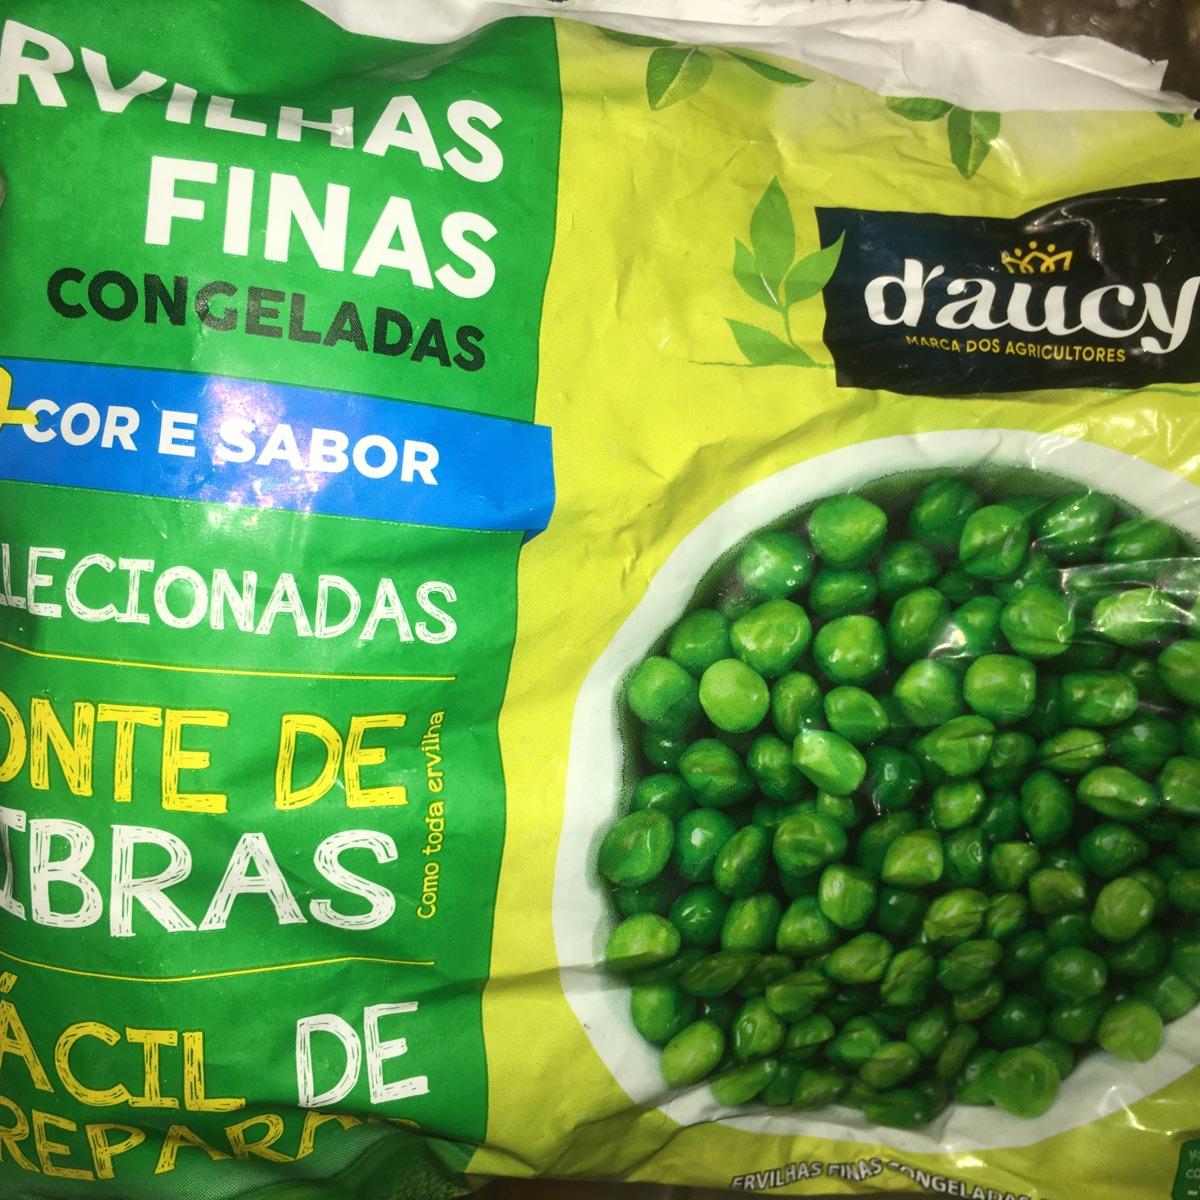 RVILHAS
FINAS
CONGELADAS
+COR E SABOR
LECIONADAS
ONTE DE
IBRAS
Como toda ervilha
ÁCIL DE
REPARAR
d'aucy
MARCA DOS AGRICULTORES
ERVILHAS FINAS CONGELADAS